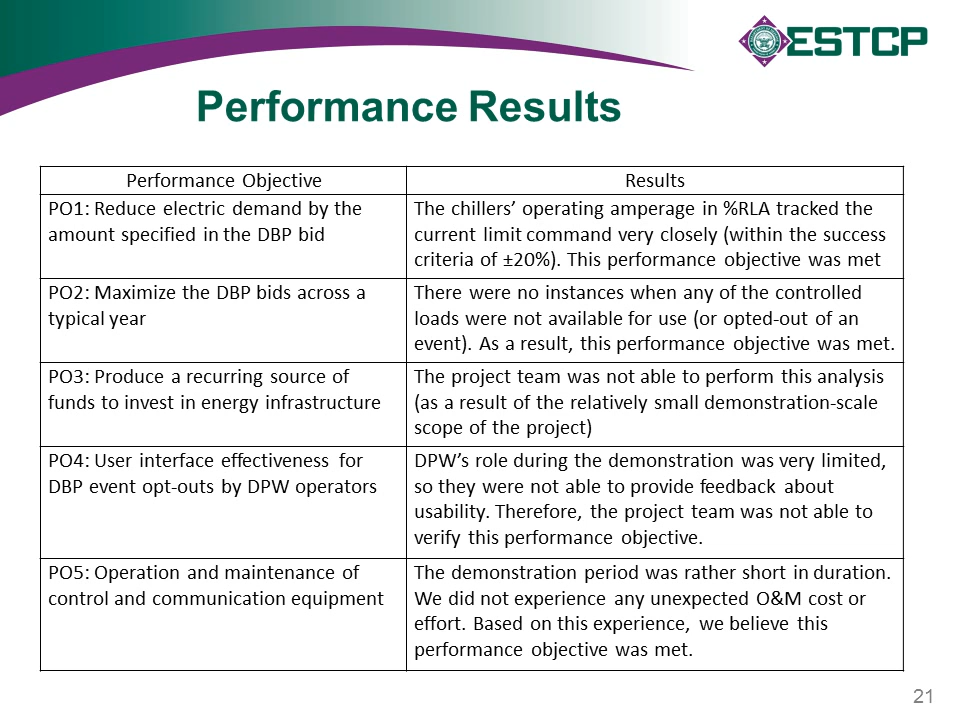 ESTCP
Performance Results
Performance Objective
Results
PO1: Reduce electric demand by the
amount specified in the DBP bid
The chillers’ operating amperage in %RLA tracked the
current limit command very closely (within the success
criteria of ±20%). This performance objective was met
PO2: Maximize the DBP bids across a
typical year
There were no instances when any of the controlled
loads were not available for use (or opted-out of an
event). As a result, this performance objective was met.
PO3: Produce a recurring source of
funds to invest in energy infrastructure
The project team was not able to perform this analysis
(as a result of the relatively small demonstration-scale
scope of the project)
PO4: User interface effectiveness for
DBP event opt-outs by DPW operators
DPW’s role during the demonstration was very limited,
so they were not able to provide feedback about
usability. Therefore, the project team was not able to
verify this performance objective.
PO5: Operation and maintenance of
control and communication equipment
The demonstration period was rather short in duration.
We did not experience any unexpected O&M cost or
effort. Based on this experience, we believe this
performance objective was met.
21